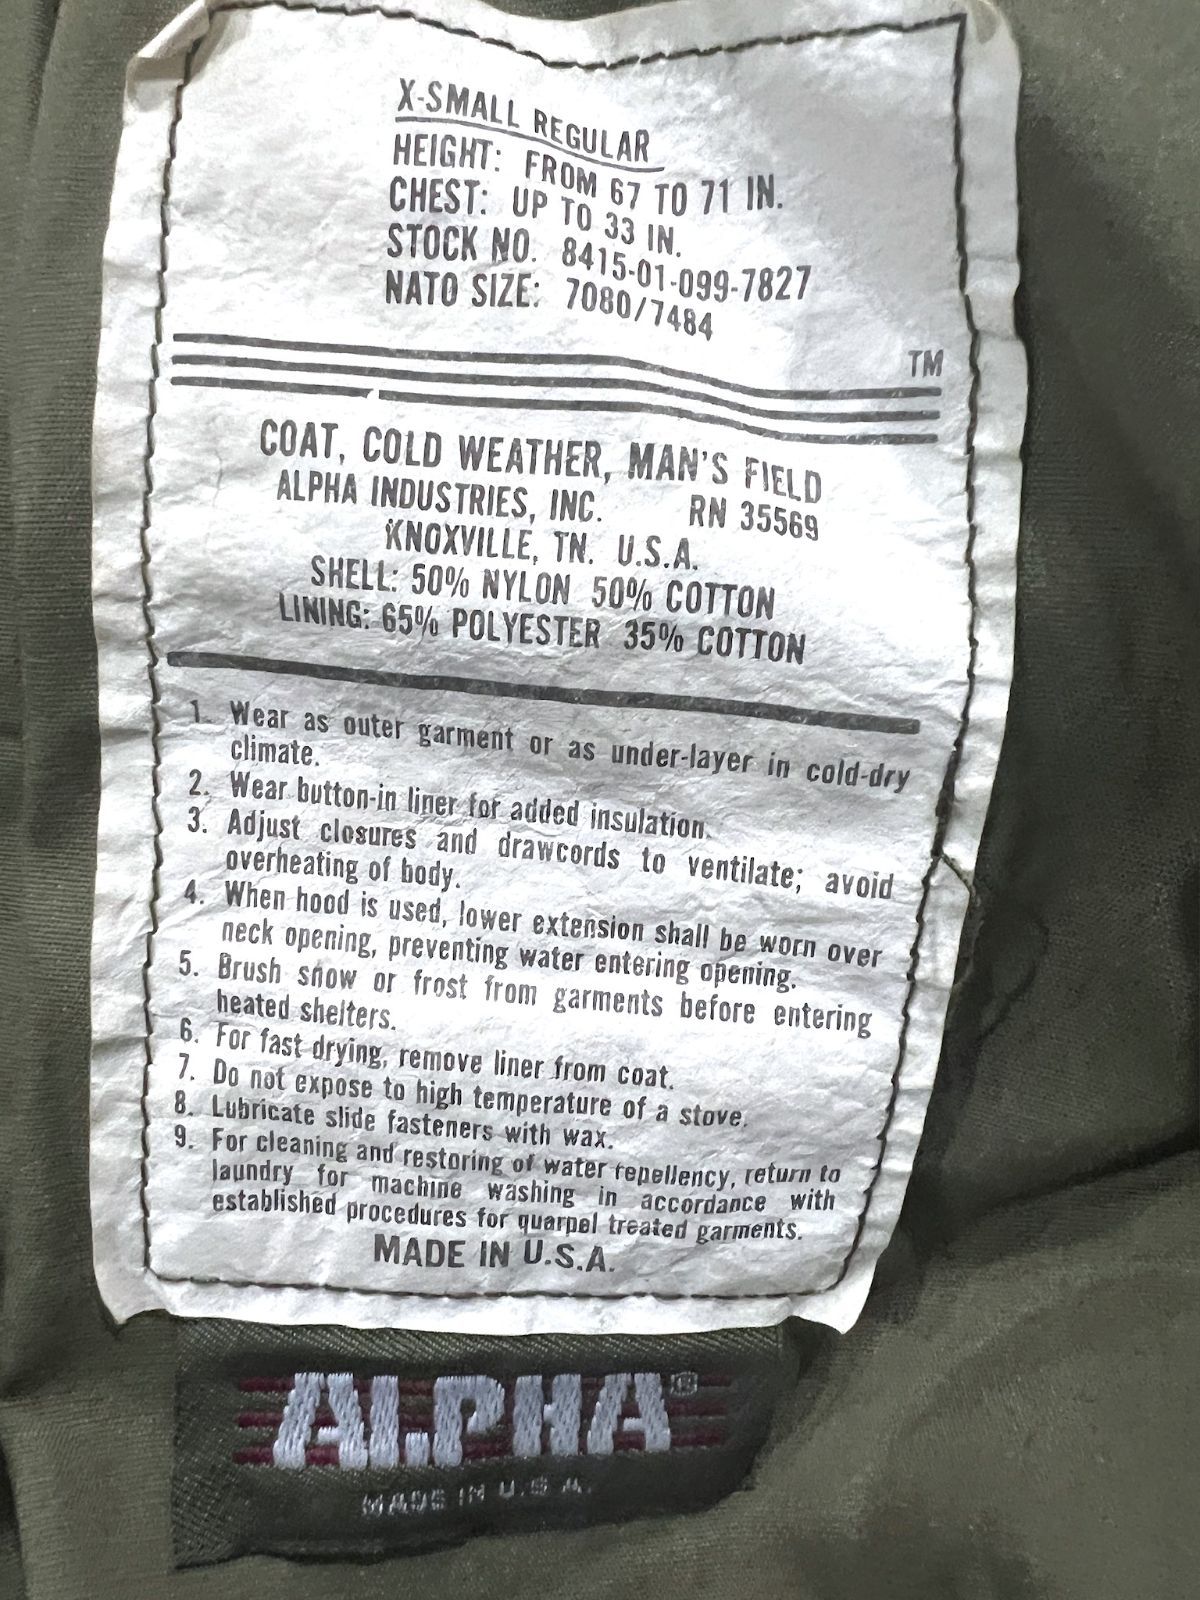 X-SMALL REGULAR
HEIGHT: FROM 67 TO 71 IN.
CHEST: UP TO 33 IN.
STOCK NO. 8415-01-099-7827
NATO SIZE: 7080/7484
TM
COAT, COLD WEATHER, MAN'S FIELD
ALPHA INDUSTRIES, INC. RN 35569
KNOXVILLE, TN. U.S.A.
SHELL: 50% NYLON 50% COTTON
LINING: 65% POLYESTER 35% COTTON
1. Wear as outer garment or as under-layer in cold-dry
climate.
2. Wear button-in liner for added insulation.
3. Adjust closures and drawcords to ventilate; avoid
overheating of body.
4. When hood is used, lower extension shall be worn over
neck opening, preventing water entering opening.
5. Brush snow or frost from garments before entering
heated shelters.
6. For fast drying, remove liner from coat.
7. Do not expose to high temperature of a stove.
8. Lubricate slide fasteners with wax.
9. For cleaning and restoring of water repellency, return to
laundry for machine washing in accordance with
established procedures for quarpel treated garments.
MADE IN U.S.A.
ALPHA®
MADE IN U.S.A.